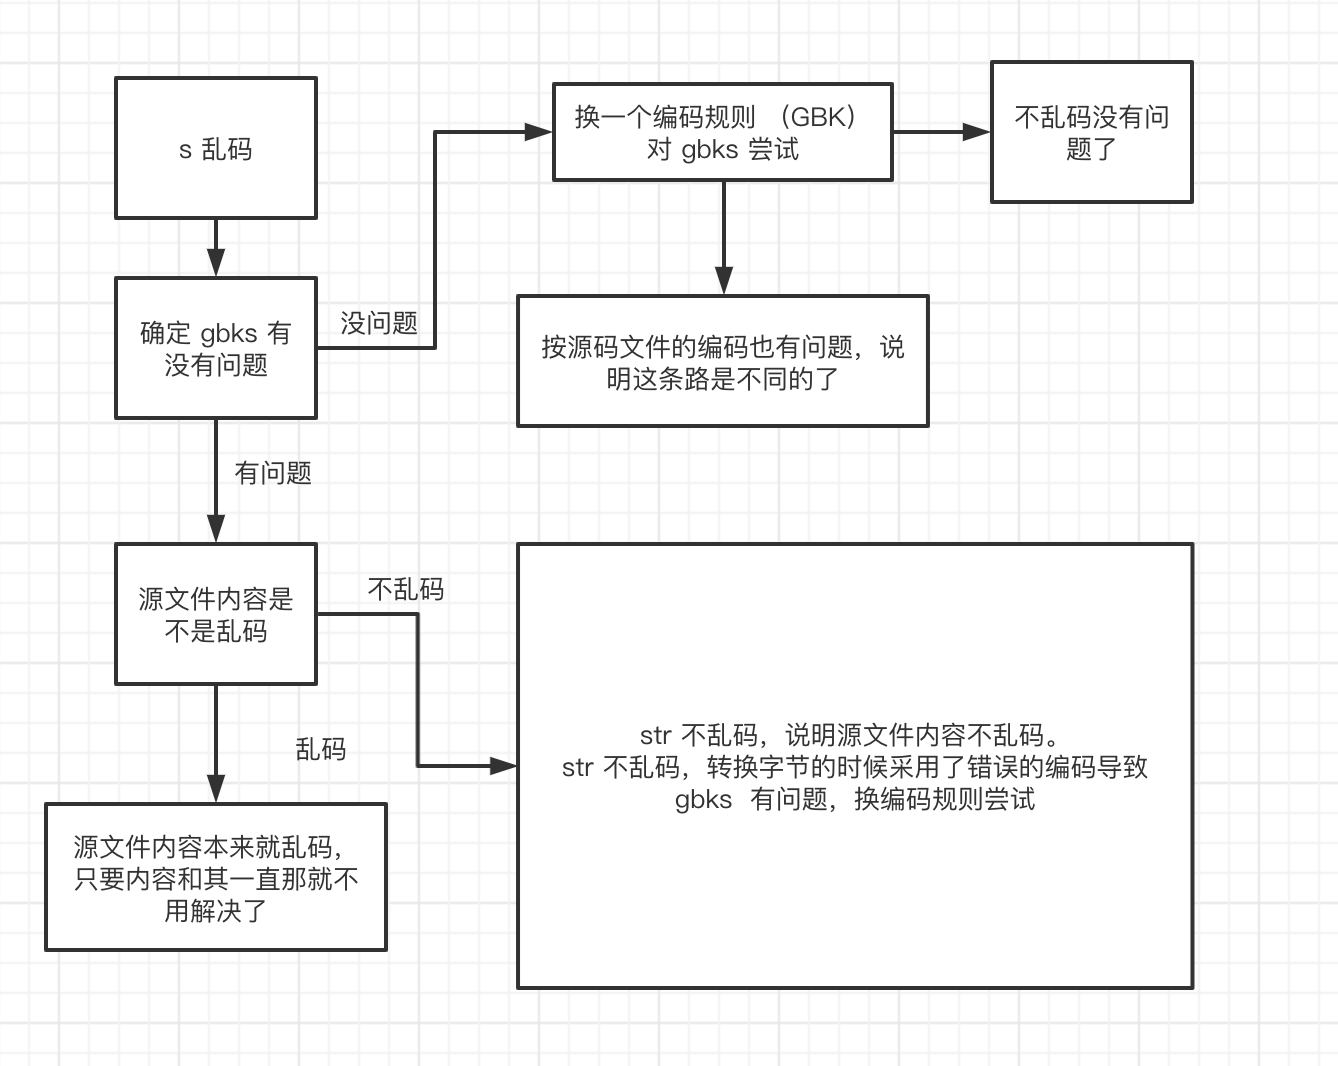 s 乱码
换一个编码规则 （GBK）
对 gbks 尝试
不乱码没有问
题了
确定 gbks 有
没有问题
没问题
按源码文件的编码也有问题，说
明这条路是不同的了
有问题
源文件内容是
不是乱码
不乱码
str 不乱码，说明源文件内容不乱码。
str 不乱码，转换字节的时候采用了错误的编码导致
gbks 有问题，换编码规则尝试
乱码
源文件内容本来就乱码，
只要内容和其一直那就不
用解决了